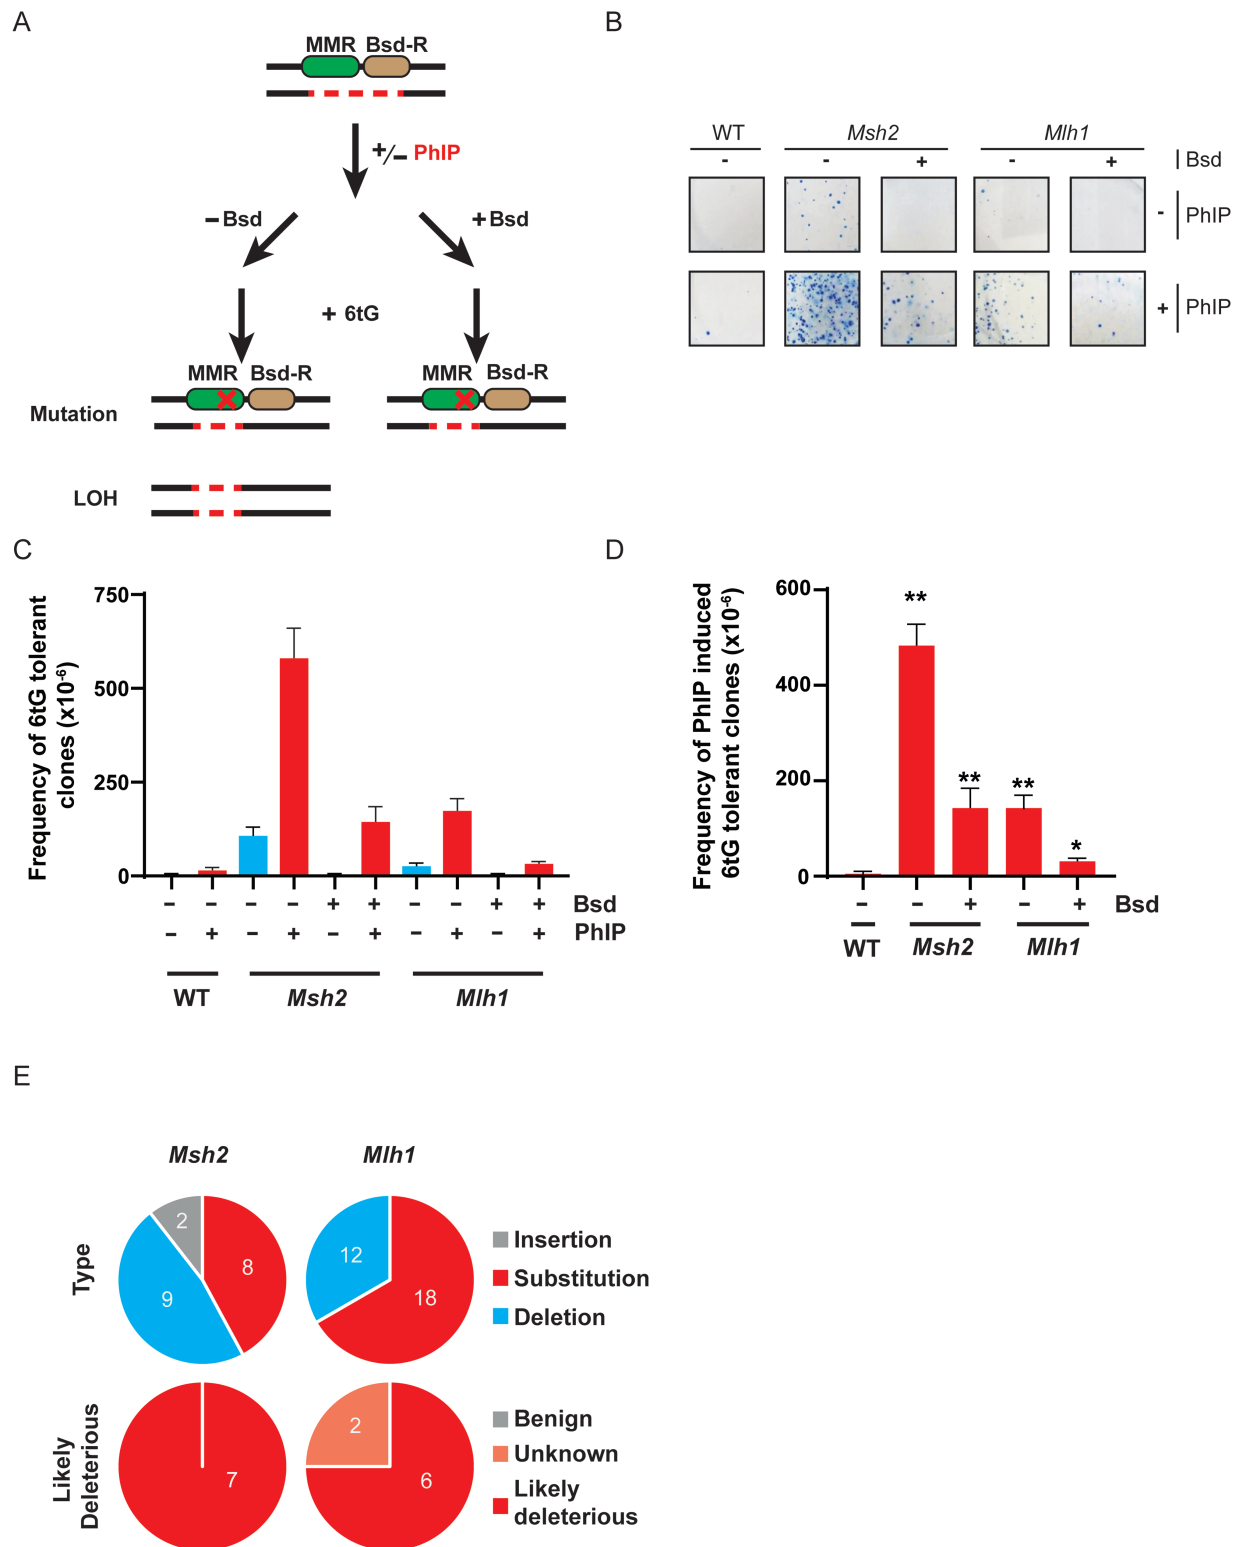 A
MMR Bsd-R
+/– PhIP
– Bsd
+ Bsd
+ 6tG
MMR Bsd-R
MMR Bsd-R
Mutation
LOH
B
WT Msh2 Mlh1
- - + - + Bsd
- PhIP
+ PhIP
C
Frequency of 6tG tolerant
clones (x10-6)
750
500
250
0
– – – – + + – – + + Bsd
– + – + – + – + – + PhIP
WT Msh2 Mlh1
D
Frequency of PhIP induced
6tG tolerant clones (x10-6)
600
400
200
0
**
**
**
*
– – + – + Bsd
WT Msh2 Mlh1
E
Msh2 Mlh1
Type
2
8
9
12
18
Insertion
Substitution
Deletion
Likely
Deleterious
7
2
6
Benign
Unknown
Likely
deleterious